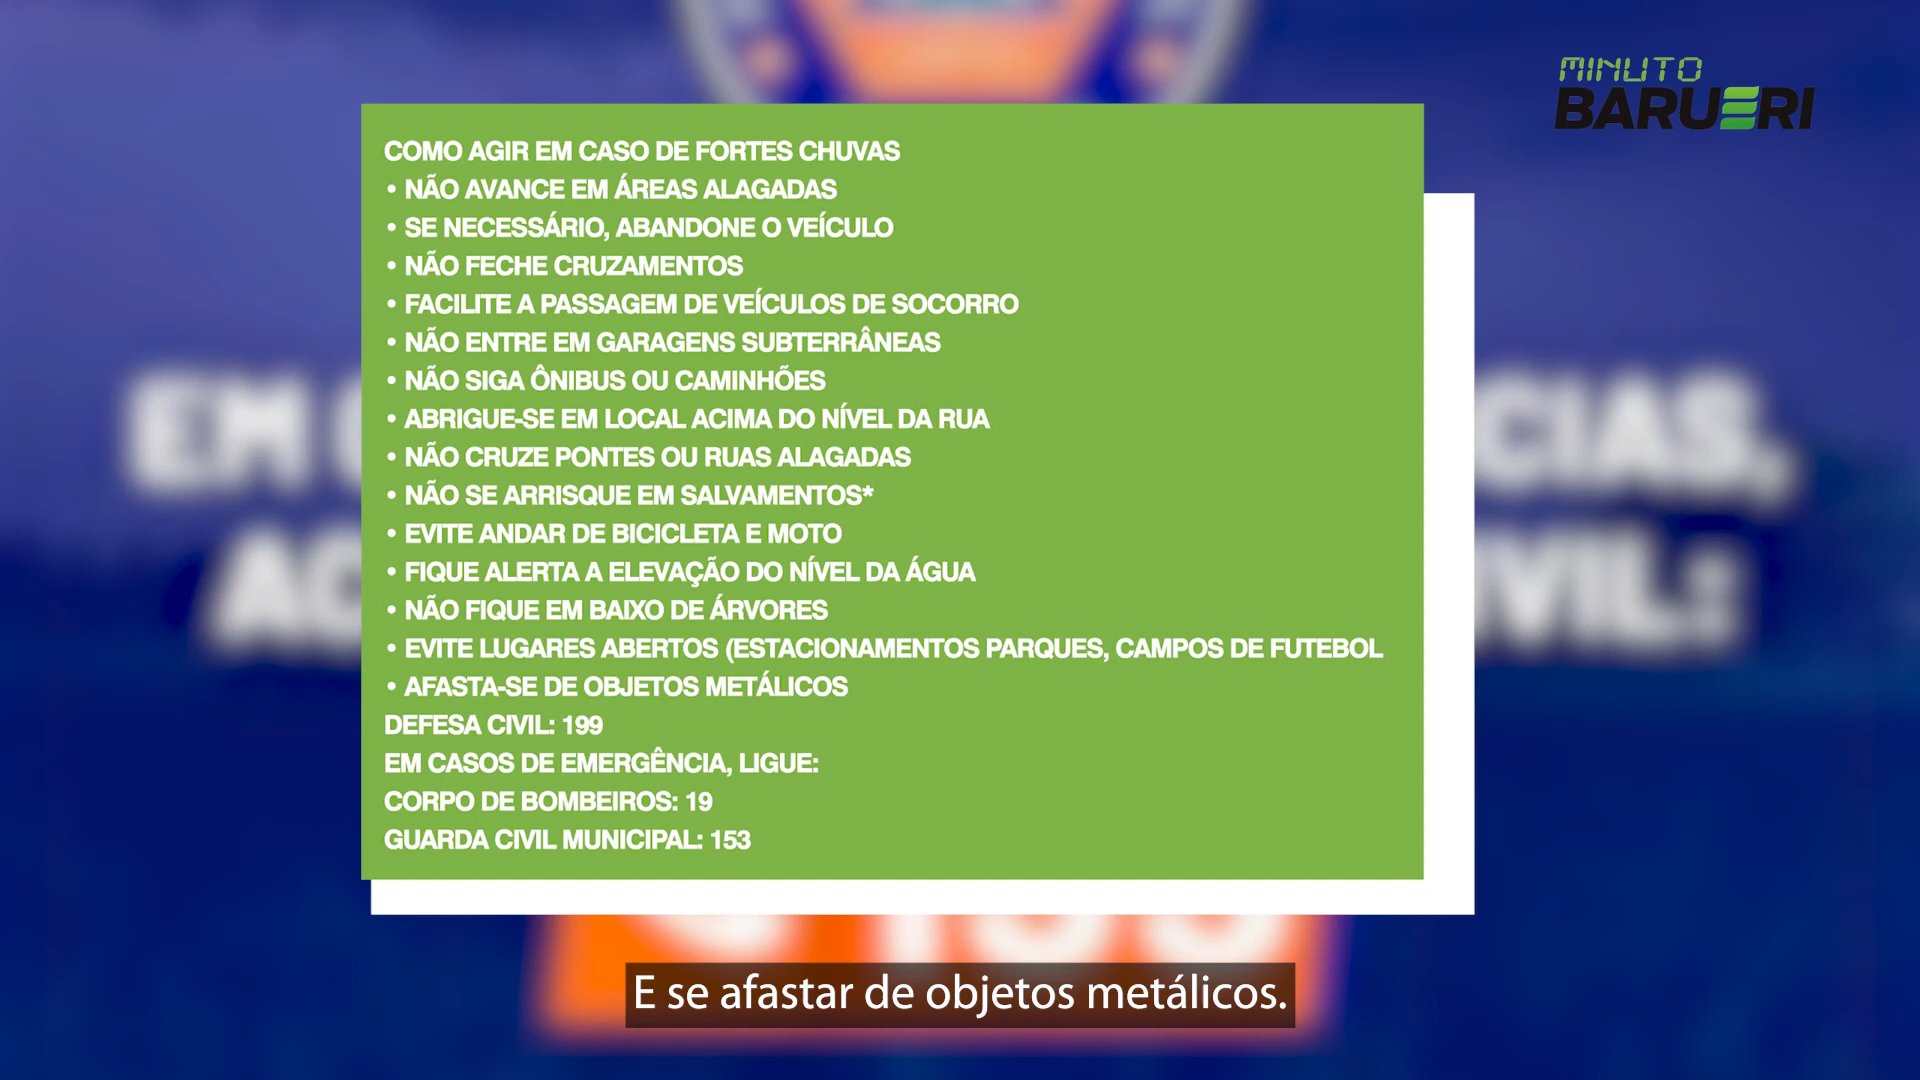 MINUTO
BARUERI
COMO AGIR EM CASO DE FORTES CHUVAS
• NÃO AVANCE EM ÁREAS ALAGADAS
• SE NECESSÁRIO, ABANDONE O VEÍCULO
• NÃO FECHE CRUZAMENTOS
• FACILITE A PASSAGEM DE VEÍCULOS DE SOCORRO
• NÃO ENTRE EM GARAGENS SUBTERRÂNEAS
• NÃO SIGA ÔNIBUS OU CAMINHÕES
• ABRIGUE-SE EM LOCAL ACIMA DO NÍVEL DA RUA
• NÃO CRUZE PONTES OU RUAS ALAGADAS
• NÃO SE ARRISQUE EM SALVAMENTOS*
• EVITE ANDAR DE BICICLETA E MOTO
• FIQUE ALERTA A ELEVAÇÃO DO NÍVEL DA ÁGUA
• NÃO FIQUE EM BAIXO DE ÁRVORES
• EVITE LUGARES ABERTOS (ESTACIONAMENTOS PARQUES, CAMPOS DE FUTEBOL
• AFASTA-SE DE OBJETOS METÁLICOS
DEFESA CIVIL: 199
EM CASOS DE EMERGÊNCIA, LIGUE:
CORPO DE BOMBEIROS: 19
GUARDA CIVIL MUNICIPAL: 153
E se afastar de objetos metálicos.